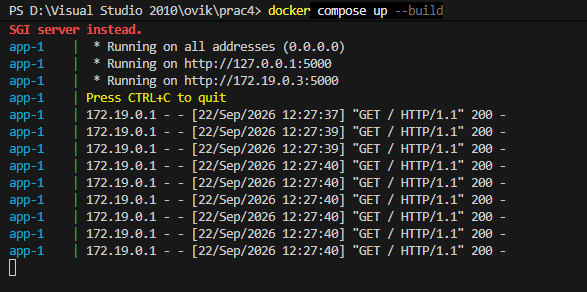 PS D:\Visual Studio 2010\ovik\prac4> docker compose up --build
SGI server instead.
app-1     |  * Running on all addresses (0.0.0.0)
app-1     |  * Running on http://127.0.0.1:5000
app-1     |  * Running on http://172.19.0.3:5000
app-1     | Press CTRL+C to quit
app-1     | 172.19.0.1 - - [22/Sep/2026 12:27:37] "GET / HTTP/1.1" 200 -
app-1     | 172.19.0.1 - - [22/Sep/2026 12:27:39] "GET / HTTP/1.1" 200 -
app-1     | 172.19.0.1 - - [22/Sep/2026 12:27:39] "GET / HTTP/1.1" 200 -
app-1     | 172.19.0.1 - - [22/Sep/2026 12:27:40] "GET / HTTP/1.1" 200 -
app-1     | 172.19.0.1 - - [22/Sep/2026 12:27:40] "GET / HTTP/1.1" 200 -
app-1     | 172.19.0.1 - - [22/Sep/2026 12:27:40] "GET / HTTP/1.1" 200 -
app-1     | 172.19.0.1 - - [22/Sep/2026 12:27:40] "GET / HTTP/1.1" 200 -
app-1     | 172.19.0.1 - - [22/Sep/2026 12:27:40] "GET / HTTP/1.1" 200 -
app-1     | 172.19.0.1 - - [22/Sep/2026 12:27:40] "GET / HTTP/1.1" 200 -